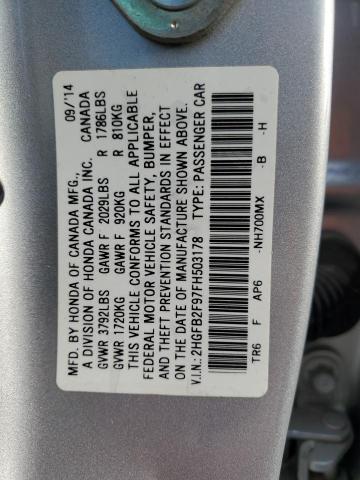 MFD. BY HONDA OF CANADA MFG., 09/'14
A DIVISION OF HONDA CANADA INC. CANADA
GVWR 3792LBS GAWR F 2029LBS R 1786LBS
GVWR 1720KG GAWR F 920KG R 810KG
THIS VEHICLE CONFORMS TO ALL APPLICABLE
FEDERAL MOTOR VEHICLE SAFETY, BUMPER,
AND THEFT PREVENTION STANDARDS IN EFFECT
ON THE DATE OF MANUFACTURE SHOWN ABOVE.
V.I.N.: 2HGFB2F97FH503178 TYPE: PASSENGER CAR
TR6 F AP6 -NH700MX -B -H